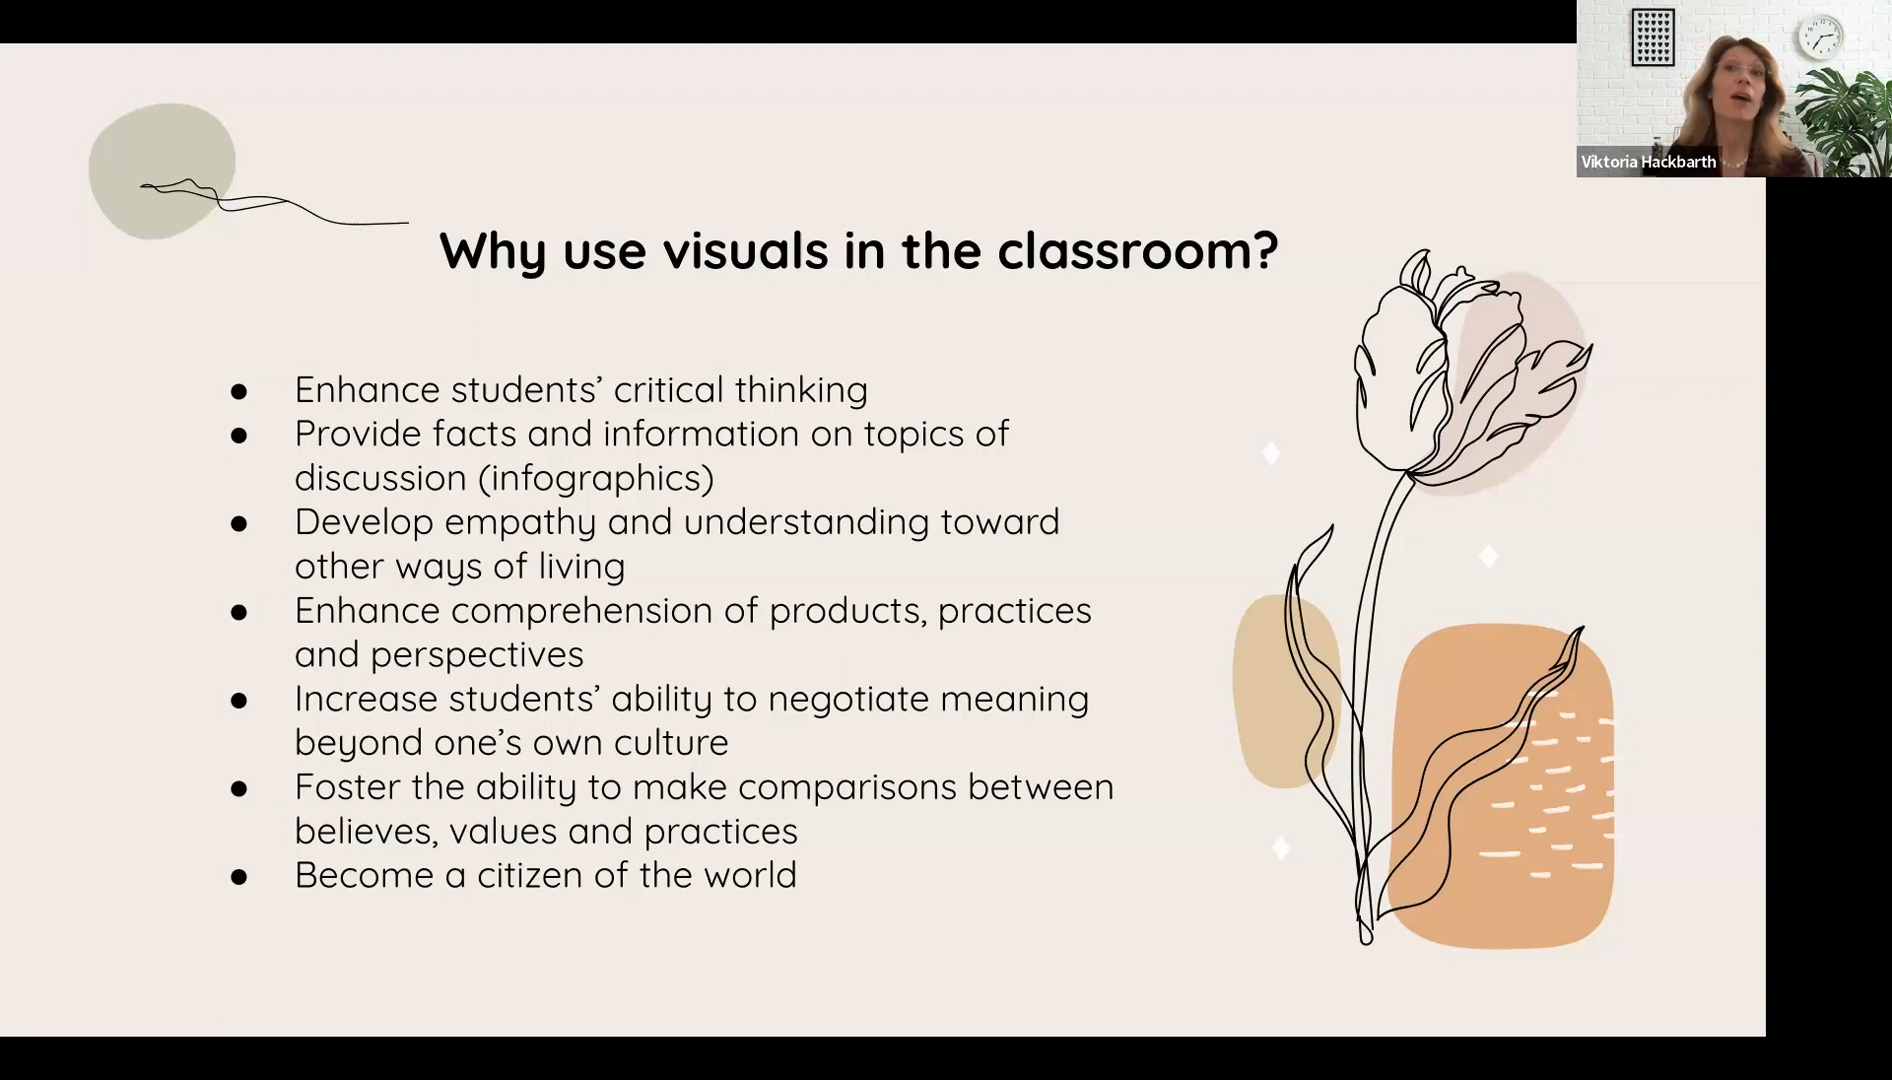 Viktoria Hackbarth
Why use visuals in the classroom?
● Enhance students’ critical thinking
● Provide facts and information on topics of
discussion (infographics)
● Develop empathy and understanding toward
other ways of living
● Enhance comprehension of products, practices
and perspectives
● Increase students’ ability to negotiate meaning
beyond one’s own culture
● Foster the ability to make comparisons between
believes, values and practices
● Become a citizen of the world